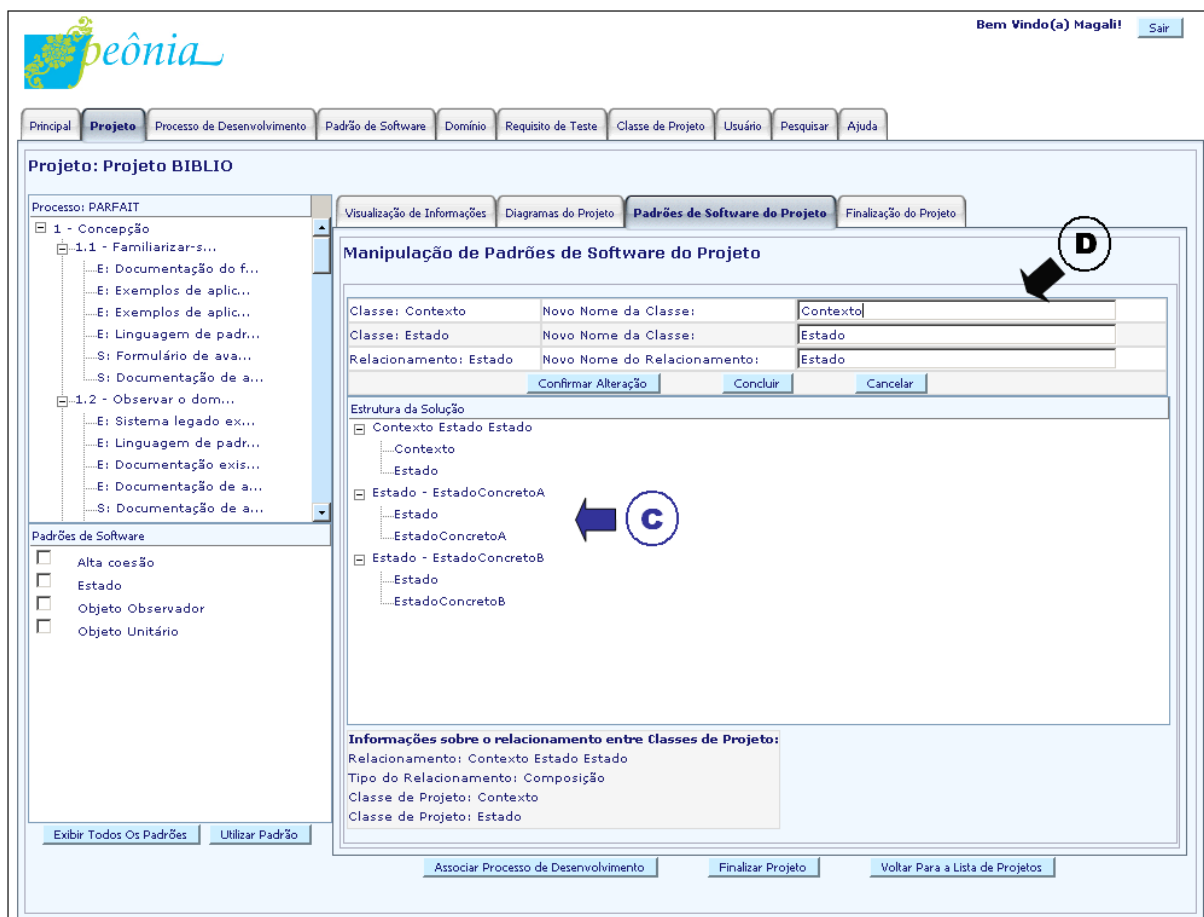 Bem Vindo(a) Magali!
Sair
peônia
Principal
Projeto
Processo de Desenvolvimento
Padrão de Software
Domínio
Requisito de Teste
Classe de Projeto
Usuário
Pesquisar
Ajuda
Projeto: Projeto BIBLIO
Processo: PARFAIT
1 - Concepção
1.1 - Familiarizar-s...
E: Documentação do f...
E: Exemplos de aplic...
E: Exemplos de aplic...
E: Linguagem de padr...
S: Formulário de ava...
S: Documentação de a...
1.2 - Observar o dom...
E: Sistema legado ex...
E: Linguagem de padr...
E: Documentação exis...
E: Documentação de a...
S: Documentação de a...
Padrões de Software
Alta coesão
Estado
Objeto Observador
Objeto Unitário
Exibir Todos Os Padrões
Utilizar Padrão
Visualização de Informações
Diagramas do Projeto
Padrões de Software do Projeto
Finalização do Projeto
D
Manipulação de Padrões de Software do Projeto
Classe: Contexto Novo Nome da Classe: Contexto
Classe: Estado Novo Nome da Classe: Estado
Relacionamento: Estado Novo Nome do Relacionamento: Estado
Confirmar Alteração
Concluir
Cancelar
Estrutura da Solução
Contexto Estado Estado
Contexto
Estado
Estado - EstadoConcretoA
Estado
EstadoConcretoA
C
Estado - EstadoConcretoB
Estado
EstadoConcretoB
Informações sobre o relacionamento entre Classes de Projeto:
Relacionamento: Contexto Estado Estado
Tipo do Relacionamento: Composição
Classe de Projeto: Contexto
Classe de Projeto: Estado
Associar Processo de Desenvolvimento
Finalizar Projeto
Voltar Para a Lista de Projetos